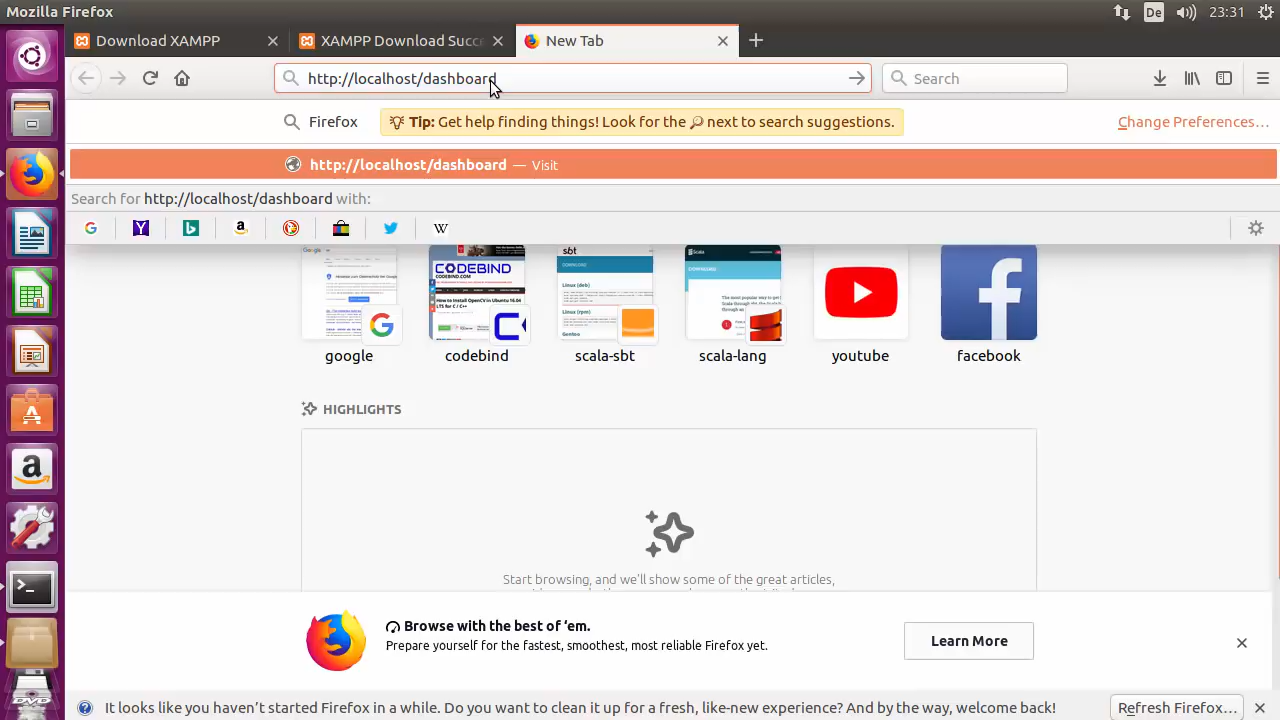 Mozilla Firefox
De
23:31
Download XAMPP
XAMPP Download Succe
New Tab
http://localhost/dashboard
Search
Firefox
Tip: Get help finding things! Look for the next to search suggestions.
Change Preferences...
http://localhost/dashboard — Visit
Search for http://localhost/dashboard with:
google
codebind
scala-sbt
scala-lang
youtube
facebook
HIGHLIGHTS
Start browsing, and we'll show some of the great articles,
Browse with the best of 'em.
Prepare yourself for the fastest, smoothest, most reliable Firefox yet.
Learn More
It looks like you haven't started Firefox in a while. Do you want to clean it up for a fresh, like-new experience? And by the way, welcome back!
Refresh Firefox...